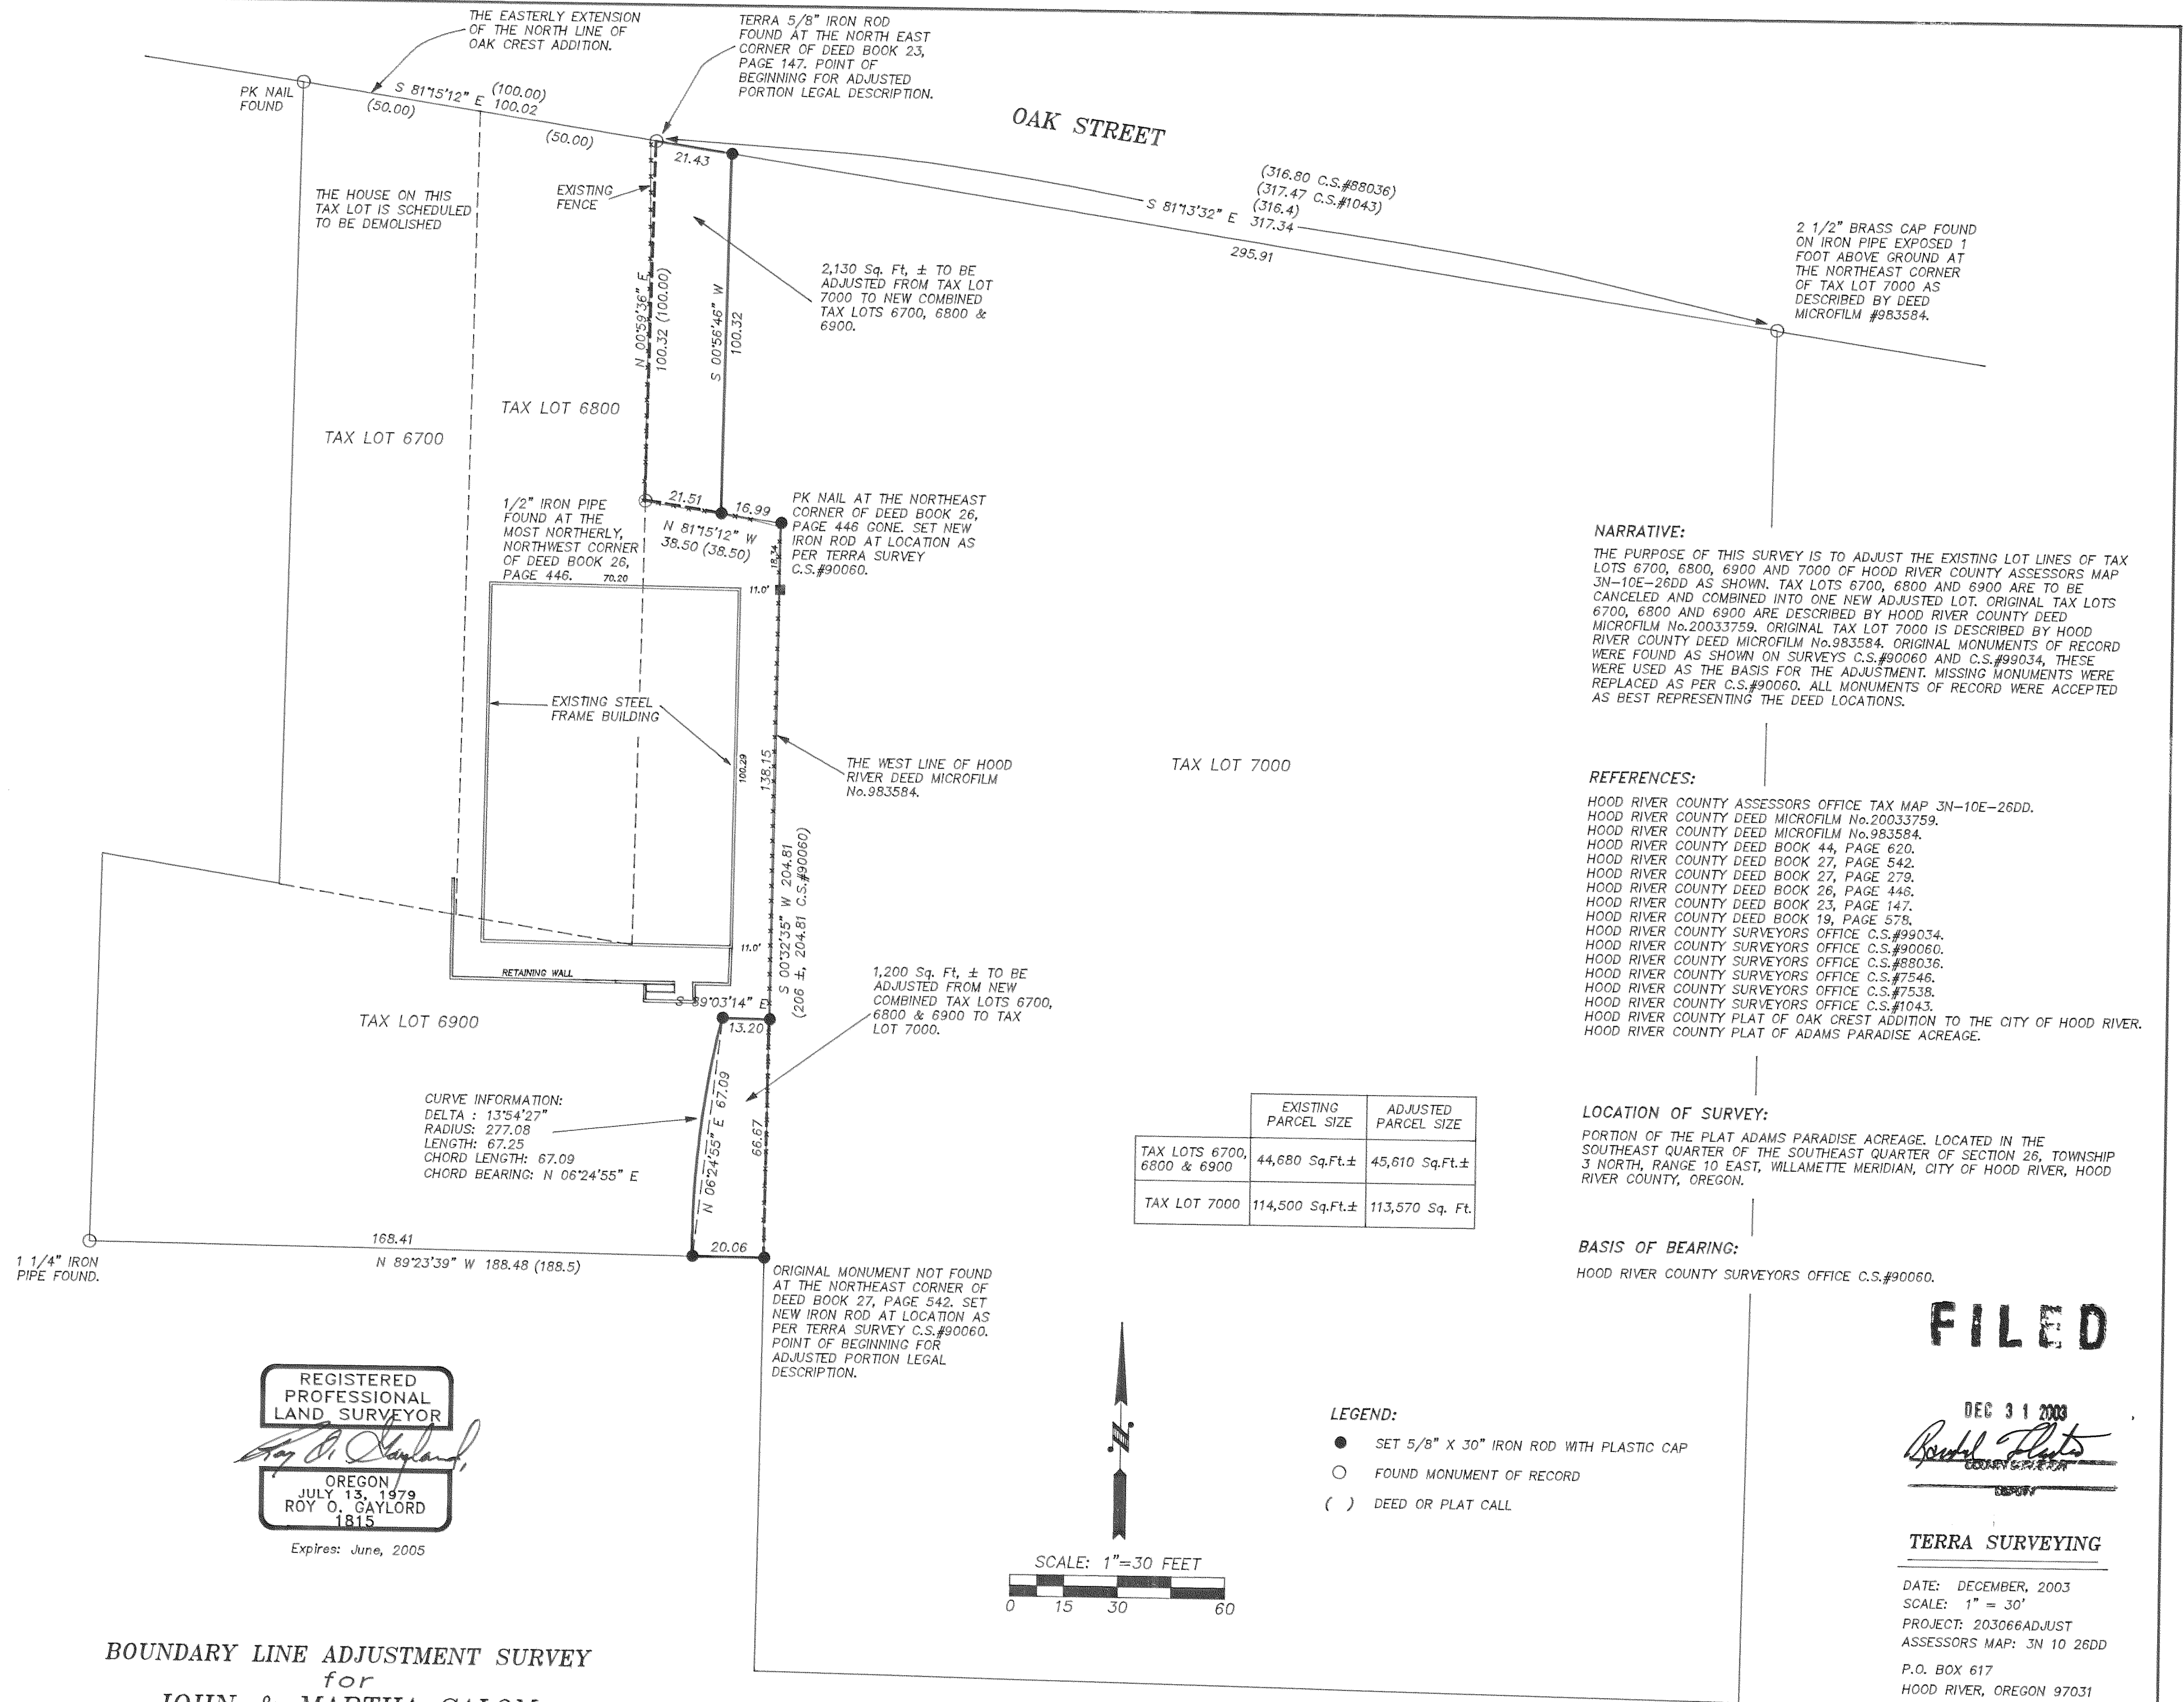 THE EASTERLY EXTENSION
OF THE NORTH LINE OF
OAK CREST ADDITION.
TERRA 5/8" IRON ROD
FOUND AT THE NORTH EAST
CORNER OF DEED BOOK 23,
PAGE 147. POINT OF
BEGINNING FOR ADJUSTED
PORTION LEGAL DESCRIPTION.
PK NAIL
FOUND
S 81°15'12" E (100.00)
100.02
(50.00)
(50.00)
OAK STREET
21.43
(316.80 C.S.#88036)
(317.47 C.S.#1043)
(316.4)
S 81°13'32" E 317.34
295.91
2 1/2" BRASS CAP FOUND
ON IRON PIPE EXPOSED 1
FOOT ABOVE GROUND AT
THE NORTHEAST CORNER
OF TAX LOT 7000 AS
DESCRIBED BY DEED
MICROFILM #983584.
THE HOUSE ON THIS
TAX LOT IS SCHEDULED
TO BE DEMOLISHED
EXISTING
FENCE
N 00°59'36" E
100.32 (100.00)
S 00°56'46" W
100.32
2,130 Sq. Ft, ± TO BE
ADJUSTED FROM TAX LOT
7000 TO NEW COMBINED
TAX LOTS 6700, 6800 &
6900.
TAX LOT 6800
TAX LOT 6700
1/2" IRON PIPE
FOUND AT THE
MOST NORTHERLY,
NORTHWEST CORNER
OF DEED BOOK 26,
PAGE 446.
21.51
16.99
N 81°15'12" W
38.50 (38.50)
PK NAIL AT THE NORTHEAST
CORNER OF DEED BOOK 26,
PAGE 446 GONE. SET NEW
IRON ROD AT LOCATION AS
PER TERRA SURVEY
C.S.#90060.
18.34
70.20
11.0'
EXISTING STEEL
FRAME BUILDING
100.29
138.15
THE WEST LINE OF HOOD
RIVER DEED MICROFILM
No.983584.
TAX LOT 7000
S 00°32'35" W 204.81
(206 ±, 204.81 C.S.#90060)
11.0'
RETAINING WALL
S 89°03'14" E
13.20
1,200 Sq. Ft, ± TO BE
ADJUSTED FROM NEW
COMBINED TAX LOTS 6700,
6800 & 6900 TO TAX
LOT 7000.
TAX LOT 6900
CURVE INFORMATION:
DELTA : 13°54'27"
RADIUS: 277.08
LENGTH: 67.25
CHORD LENGTH: 67.09
CHORD BEARING: N 06°24'55" E
N 06°24'55" E 67.09
66.67
168.41
20.06
N 89°23'39" W 188.48 (188.5)
1 1/4" IRON
PIPE FOUND.
ORIGINAL MONUMENT NOT FOUND
AT THE NORTHEAST CORNER OF
DEED BOOK 27, PAGE 542. SET
NEW IRON ROD AT LOCATION AS
PER TERRA SURVEY C.S.#90060.
POINT OF BEGINNING FOR
ADJUSTED PORTION LEGAL
DESCRIPTION.
EXISTING PARCEL SIZE
ADJUSTED PARCEL SIZE
TAX LOTS 6700, 6800 & 6900
44,680 Sq.Ft.±
45,610 Sq.Ft.±
TAX LOT 7000
114,500 Sq.Ft.±
113,570 Sq. Ft.
NARRATIVE:
THE PURPOSE OF THIS SURVEY IS TO ADJUST THE EXISTING LOT LINES OF TAX
LOTS 6700, 6800, 6900 AND 7000 OF HOOD RIVER COUNTY ASSESSORS MAP
3N-10E-26DD AS SHOWN. TAX LOTS 6700, 6800 AND 6900 ARE TO BE
CANCELED AND COMBINED INTO ONE NEW ADJUSTED LOT. ORIGINAL TAX LOTS
6700, 6800 AND 6900 ARE DESCRIBED BY HOOD RIVER COUNTY DEED
MICROFILM No.20033759. ORIGINAL TAX LOT 7000 IS DESCRIBED BY HOOD
RIVER COUNTY DEED MICROFILM No.983584. ORIGINAL MONUMENTS OF RECORD
WERE FOUND AS SHOWN ON SURVEYS C.S.#90060 AND C.S.#99034, THESE
WERE USED AS THE BASIS FOR THE ADJUSTMENT. MISSING MONUMENTS WERE
REPLACED AS PER C.S.#90060. ALL MONUMENTS OF RECORD WERE ACCEPTED
AS BEST REPRESENTING THE DEED LOCATIONS.
REFERENCES:
HOOD RIVER COUNTY ASSESSORS OFFICE TAX MAP 3N-10E-26DD.
HOOD RIVER COUNTY DEED MICROFILM No.20033759.
HOOD RIVER COUNTY DEED MICROFILM No.983584.
HOOD RIVER COUNTY DEED BOOK 44, PAGE 620.
HOOD RIVER COUNTY DEED BOOK 27, PAGE 542.
HOOD RIVER COUNTY DEED BOOK 27, PAGE 279.
HOOD RIVER COUNTY DEED BOOK 26, PAGE 446.
HOOD RIVER COUNTY DEED BOOK 23, PAGE 147.
HOOD RIVER COUNTY DEED BOOK 19, PAGE 578.
HOOD RIVER COUNTY SURVEYORS OFFICE C.S.#99034.
HOOD RIVER COUNTY SURVEYORS OFFICE C.S.#90060.
HOOD RIVER COUNTY SURVEYORS OFFICE C.S.#88036.
HOOD RIVER COUNTY SURVEYORS OFFICE C.S.#7546.
HOOD RIVER COUNTY SURVEYORS OFFICE C.S.#7538.
HOOD RIVER COUNTY SURVEYORS OFFICE C.S.#1043.
HOOD RIVER COUNTY PLAT OF OAK CREST ADDITION TO THE CITY OF HOOD RIVER.
HOOD RIVER COUNTY PLAT OF ADAMS PARADISE ACREAGE.
LOCATION OF SURVEY:
PORTION OF THE PLAT ADAMS PARADISE ACREAGE. LOCATED IN THE
SOUTHEAST QUARTER OF THE SOUTHEAST QUARTER OF SECTION 26, TOWNSHIP
3 NORTH, RANGE 10 EAST, WILLAMETTE MERIDIAN, CITY OF HOOD RIVER, HOOD
RIVER COUNTY, OREGON.
BASIS OF BEARING:
HOOD RIVER COUNTY SURVEYORS OFFICE C.S.#90060.
FILED
DEC 31 2003
COUNTY SURVEYOR
DEPUTY
REGISTERED
PROFESSIONAL
LAND SURVEYOR
Roy O. Gaylord,
OREGON
JULY 13, 1979
ROY O. GAYLORD
1815
Expires: June, 2005
N.
SCALE: 1"=30 FEET
0 15 30 60
LEGEND:
SET 5/8" X 30" IRON ROD WITH PLASTIC CAP
FOUND MONUMENT OF RECORD
( ) DEED OR PLAT CALL
TERRA SURVEYING
DATE: DECEMBER, 2003
SCALE: 1" = 30'
PROJECT: 203066ADJUST
ASSESSORS MAP: 3N 10 26DD
P.O. BOX 617
HOOD RIVER, OREGON 97031
BOUNDARY LINE ADJUSTMENT SURVEY
for
JOHN & MARTHA